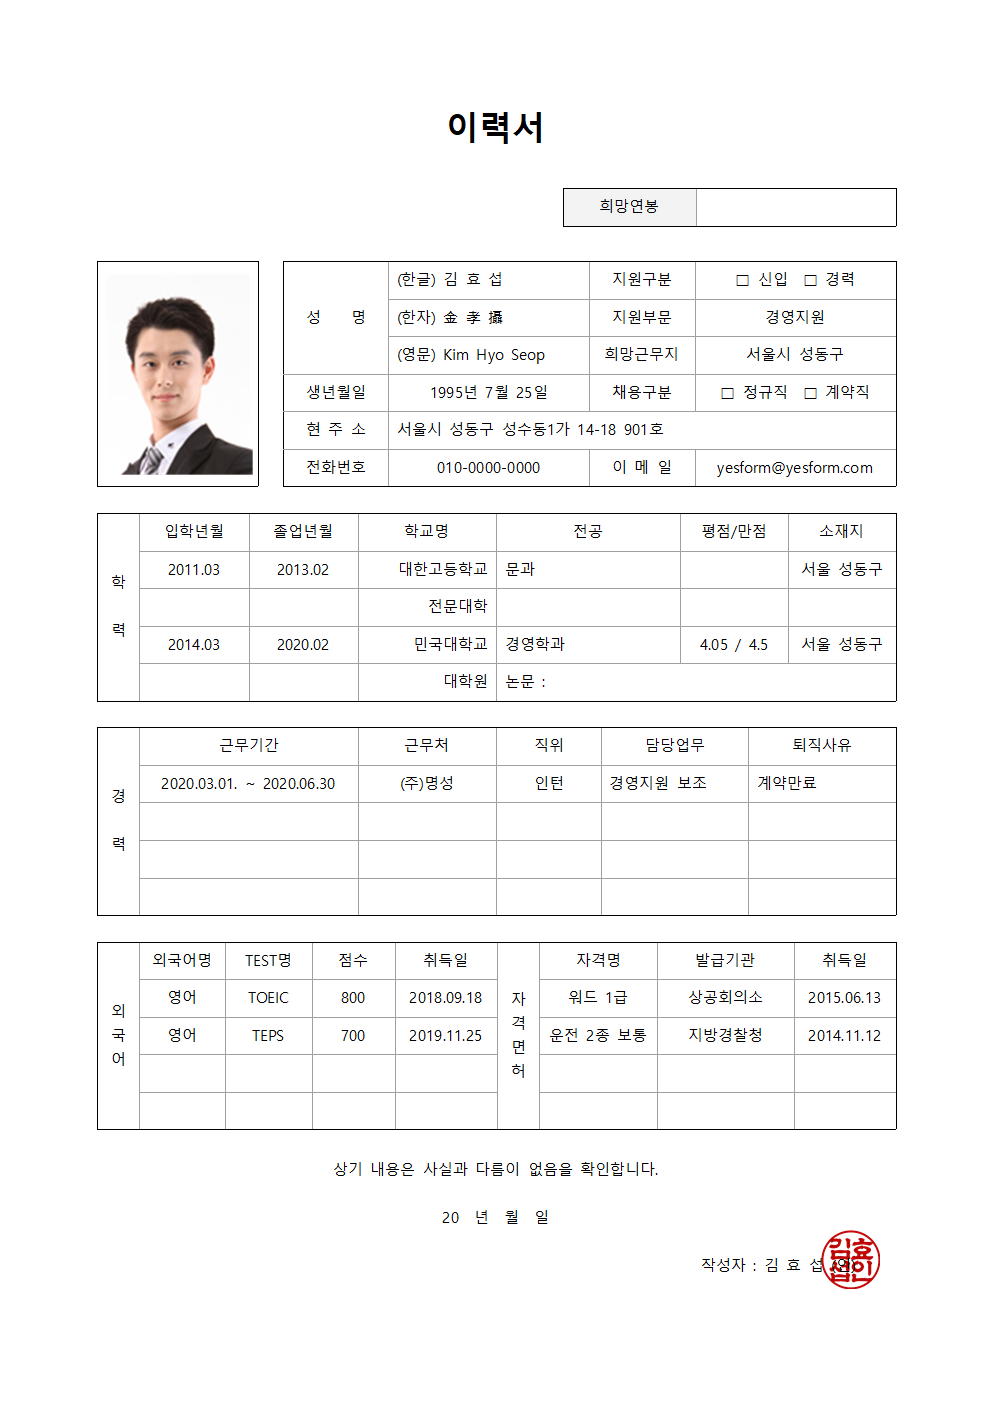 이력서
희망연봉
성 명 (한글) 김 효 섭 지원구분 □ 신입 □ 경력
(한자) 金 孝 攝 지원부문 경영지원
(영문) Kim Hyo Seop 희망근무지 서울시 성동구
생년월일 1995년 7월 25일 채용구분 □ 정규직 □ 계약직
현 주 소 서울시 성동구 성수동1가 14-18 901호
전화번호 010-0000-0000 이 메 일 yesform@yesform.com
학력
입학년월 졸업년월 학교명 전공 평점/만점 소재지
2011.03 2013.02 대한고등학교 문과 서울 성동구
전문대학
2014.03 2020.02 민국대학교 경영학과 4.05 / 4.5 서울 성동구
대학원 논문 :
경력
근무기간 근무처 직위 담당업무 퇴직사유
2020.03.01. ~ 2020.06.30 (주)명성 인턴 경영지원 보조 계약만료
외국어
외국어명 TEST명 점수 취득일
영어 TOEIC 800 2018.09.18
영어 TEPS 700 2019.11.25
자격면허
자격명 발급기관 취득일
워드 1급 상공회의소 2015.06.13
운전 2종 보통 지방경찰청 2014.11.12
상기 내용은 사실과 다름이 없음을 확인합니다.
20 년 월 일
작성자 : 김 효 섭 (인)
김효섭인